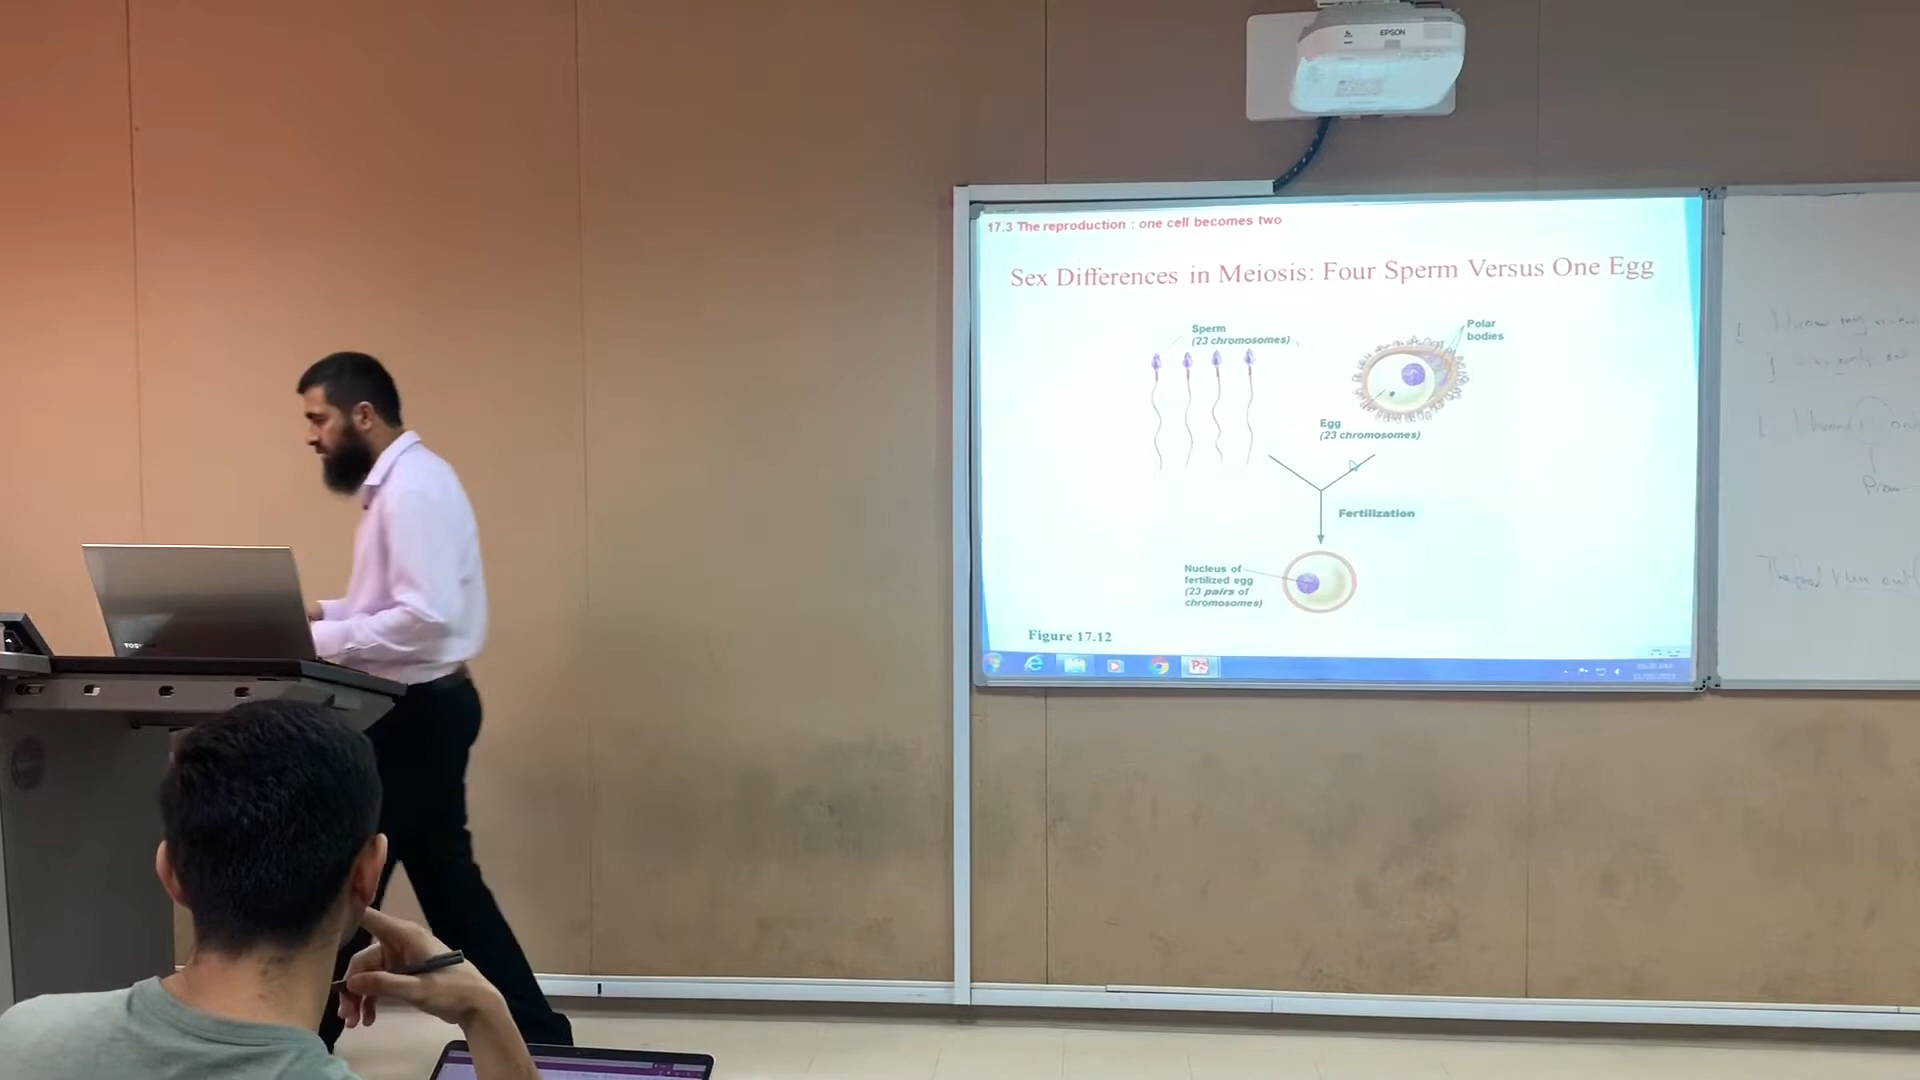 EPSON
17.3 The reproduction : one cell becomes two
Sex Differences in Meiosis: Four Sperm Versus One Egg
Sperm
(23 chromosomes)
Polar
bodies
Egg
(23 chromosomes)
Fertilization
Nucleus of
fertilized egg
(23 pairs of
chromosomes)
Figure 17.12